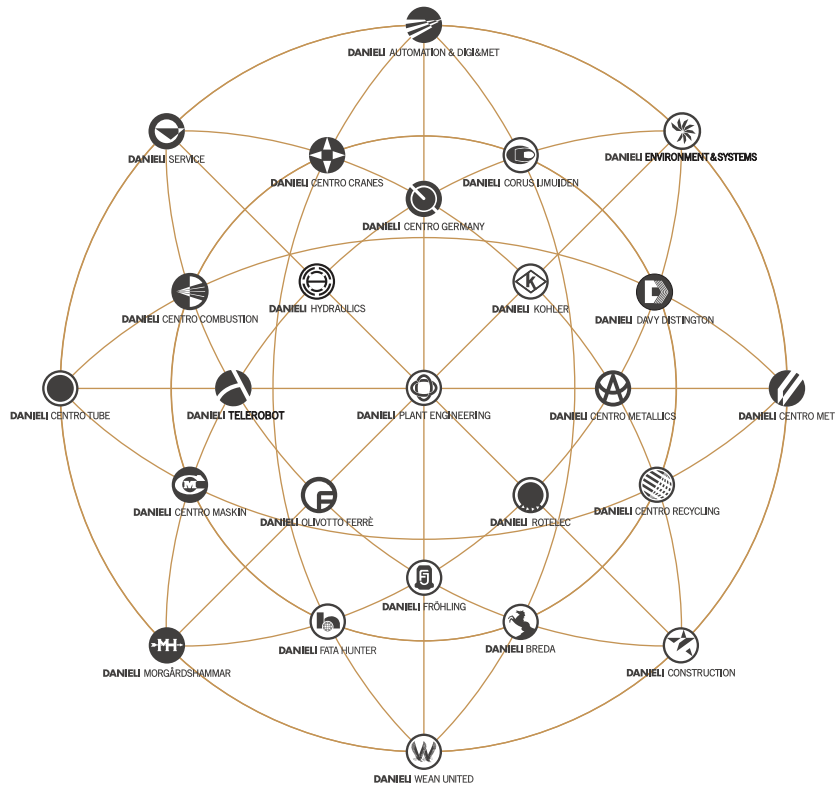 DANIELI AUTOMATION & DIGI&MET
DANIELI SERVICE
DANIELI ENVIRONMENT & SYSTEMS
DANIELI CENTRO CRANES
DANIELI CORUS IJMUIDEN
DANIELI CENTRO GERMANY
DANIELI HYDRAULICS
K
DANIELI KOHLER
D
DANIELI CENTRO COMBUSTION
DANIELI DAVY DISTINGTON
DANIELI CENTRO TUBE
DANIELI TELEROBOT
DANIELI PLANT ENGINEERING
DANIELI CENTRO METALLICS
DANIELI CENTRO MET
M
DANIELI CENTRO MASKIN
DANIELI OLIVOTTO FERRÈ
DANIELI ROTELEC
DANIELI CENTRO RECYCLING
DANIELI FRÖHLING
MH
DANIELI FATA HUNTER
DANIELI BREDA
DANIELI MORGÅRDSHAMMAR
DANIELI CONSTRUCTION
W
DANIELI WEAN UNITED